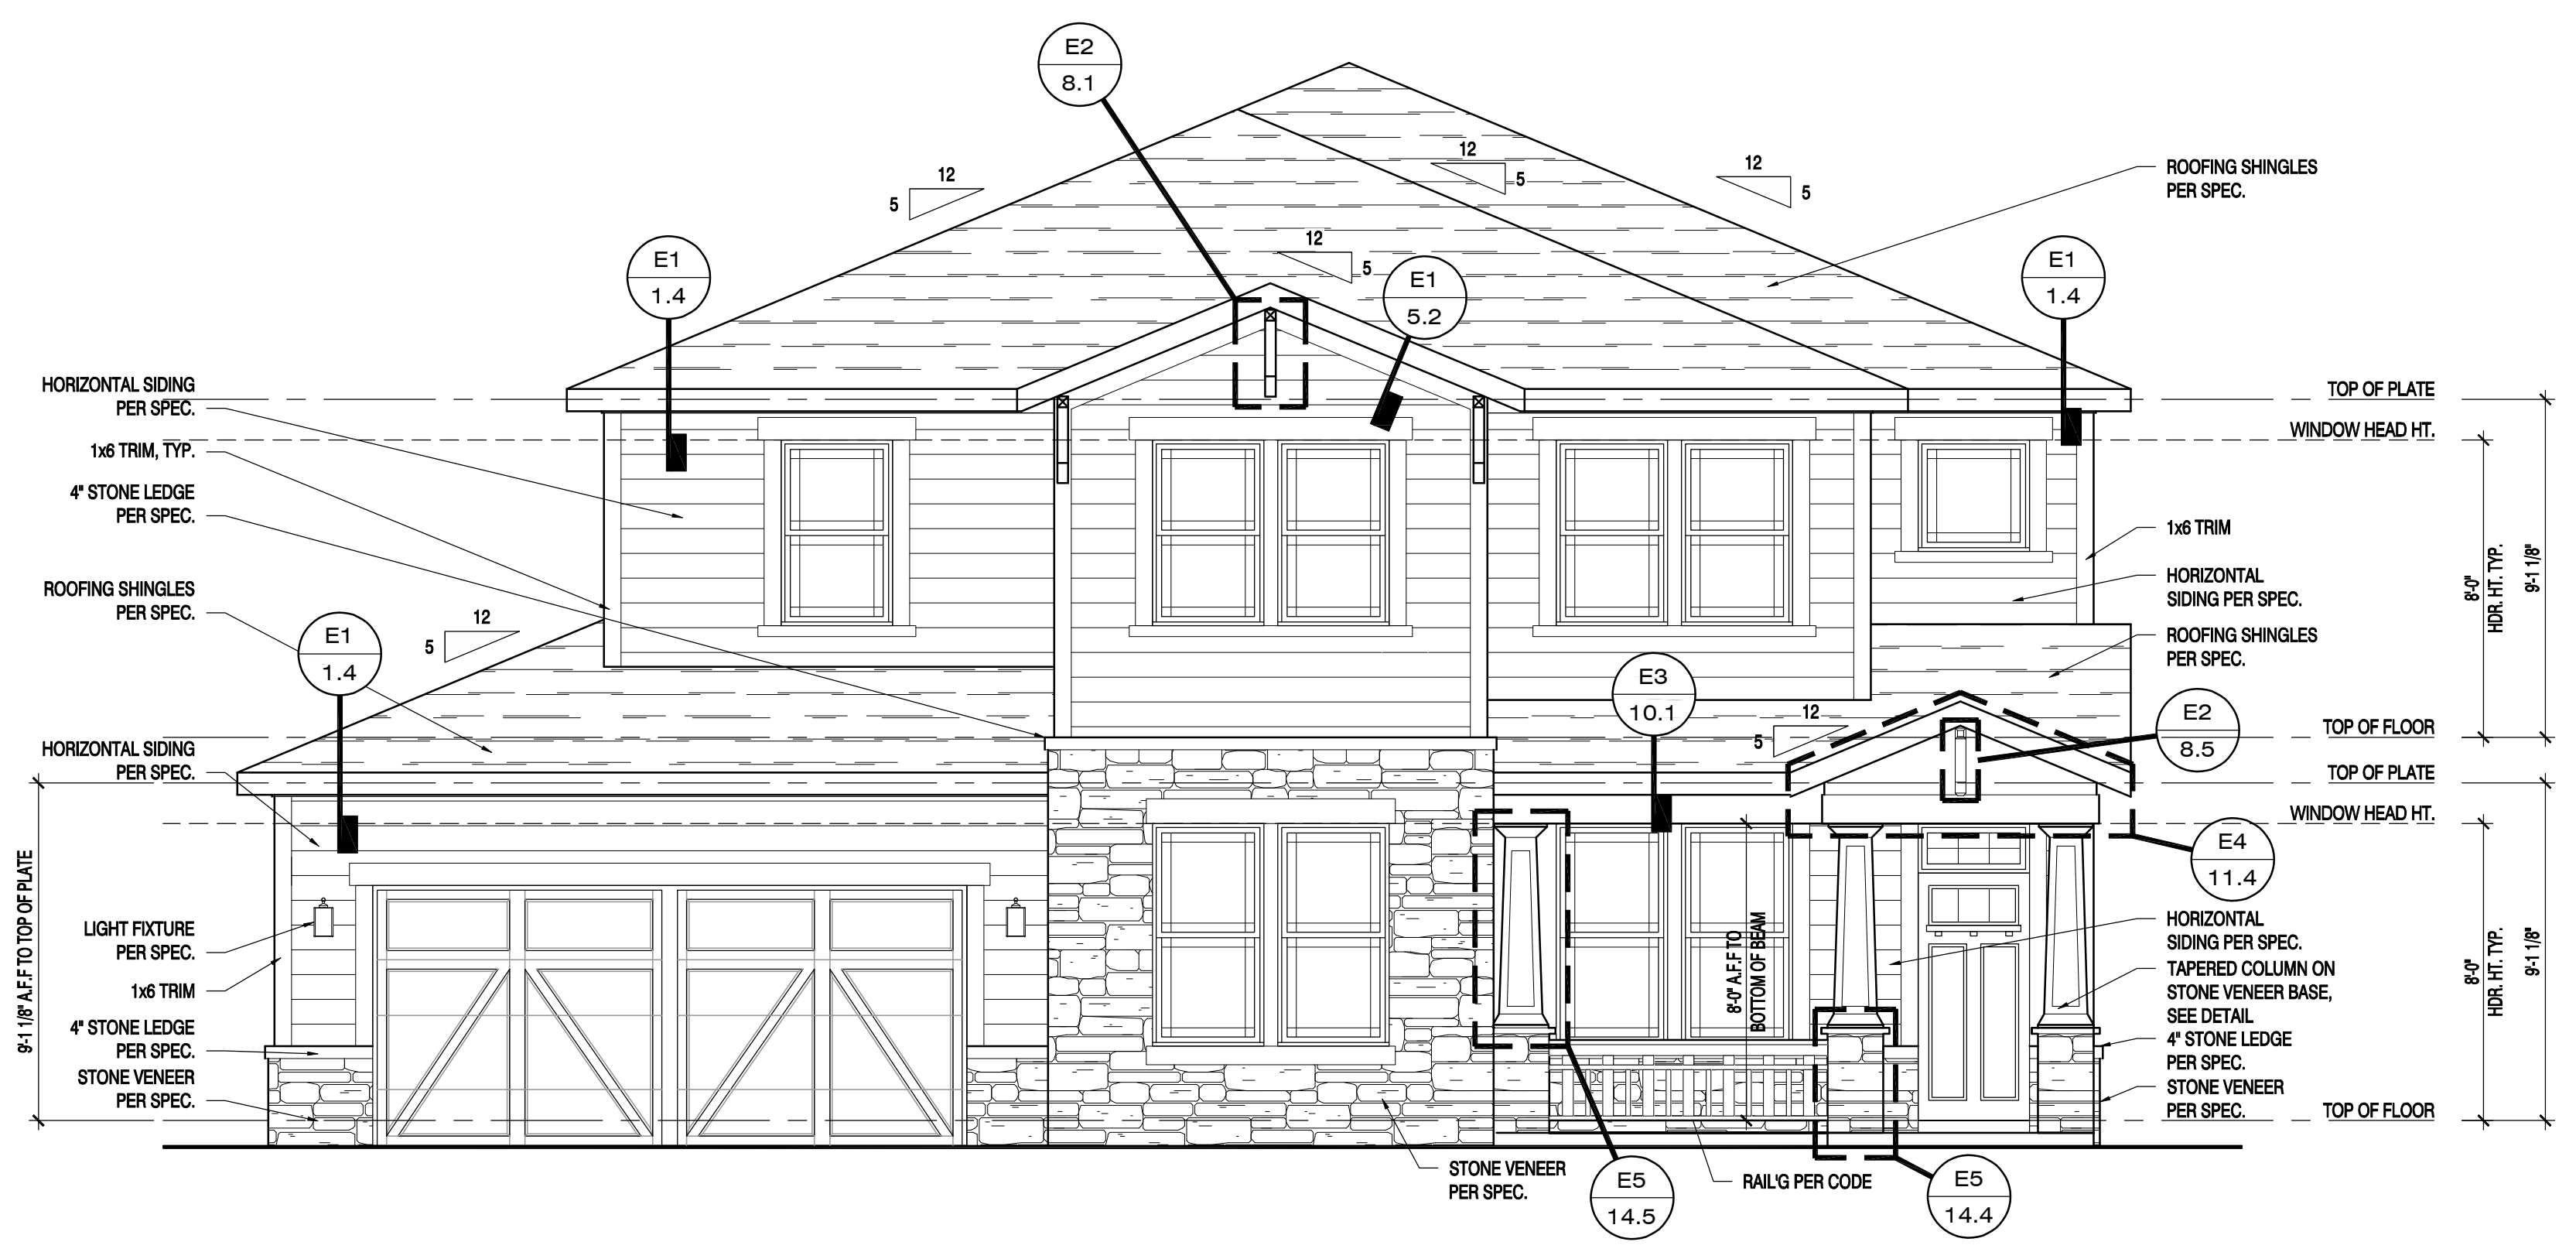 E2
8.1
12
5
12
5
12
5
ROOFING SHINGLES
PER SPEC.
12
5
E1
1.4
E1
5.2
E1
1.4
HORIZONTAL SIDING
PER SPEC.
1x6 TRIM, TYP.
4" STONE LEDGE
PER SPEC.
ROOFING SHINGLES
PER SPEC.
12
5
E1
1.4
HORIZONTAL SIDING
PER SPEC.
9'-1 1/8" A.F.F TO TOP OF PLATE
LIGHT FIXTURE
PER SPEC.
1x6 TRIM
4" STONE LEDGE
PER SPEC.
STONE VENEER
PER SPEC.
TOP OF PLATE
WINDOW HEAD HT.
1x6 TRIM
HORIZONTAL
SIDING PER SPEC.
ROOFING SHINGLES
PER SPEC.
8'-0"
HDR. HT. TYP.
9'-1 1/8"
E3
10.1
12
5
E2
8.5
TOP OF FLOOR
TOP OF PLATE
WINDOW HEAD HT.
E4
11.4
8'-0" A.F.F TO
BOTTOM OF BEAM
HORIZONTAL
SIDING PER SPEC.
TAPERED COLUMN ON
STONE VENEER BASE,
SEE DETAIL
4" STONE LEDGE
PER SPEC.
STONE VENEER
PER SPEC.
8'-0"
HDR. HT. TYP.
9'-1 1/8"
TOP OF FLOOR
STONE VENEER
PER SPEC.
E5
14.5
RAIL'G PER CODE
E5
14.4